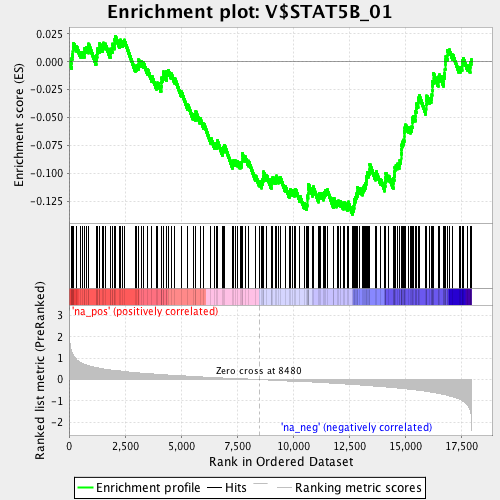 Enrichment plot: V$STAT5B_01
Enrichment score (ES)
0.025
0.000
-0.025
-0.050
-0.075
-0.100
-0.125
'na_pos' (positively correlated)
Ranked list metric (PreRanked)
3
2
1
0
-1
-2
Zero cross at 8480
'na_neg' (negatively correlated)
0
2,500
5,000
7,500
10,000
12,500
15,000
17,500
Rank in Ordered Dataset
Enrichment profile
Hits
Ranking metric scores